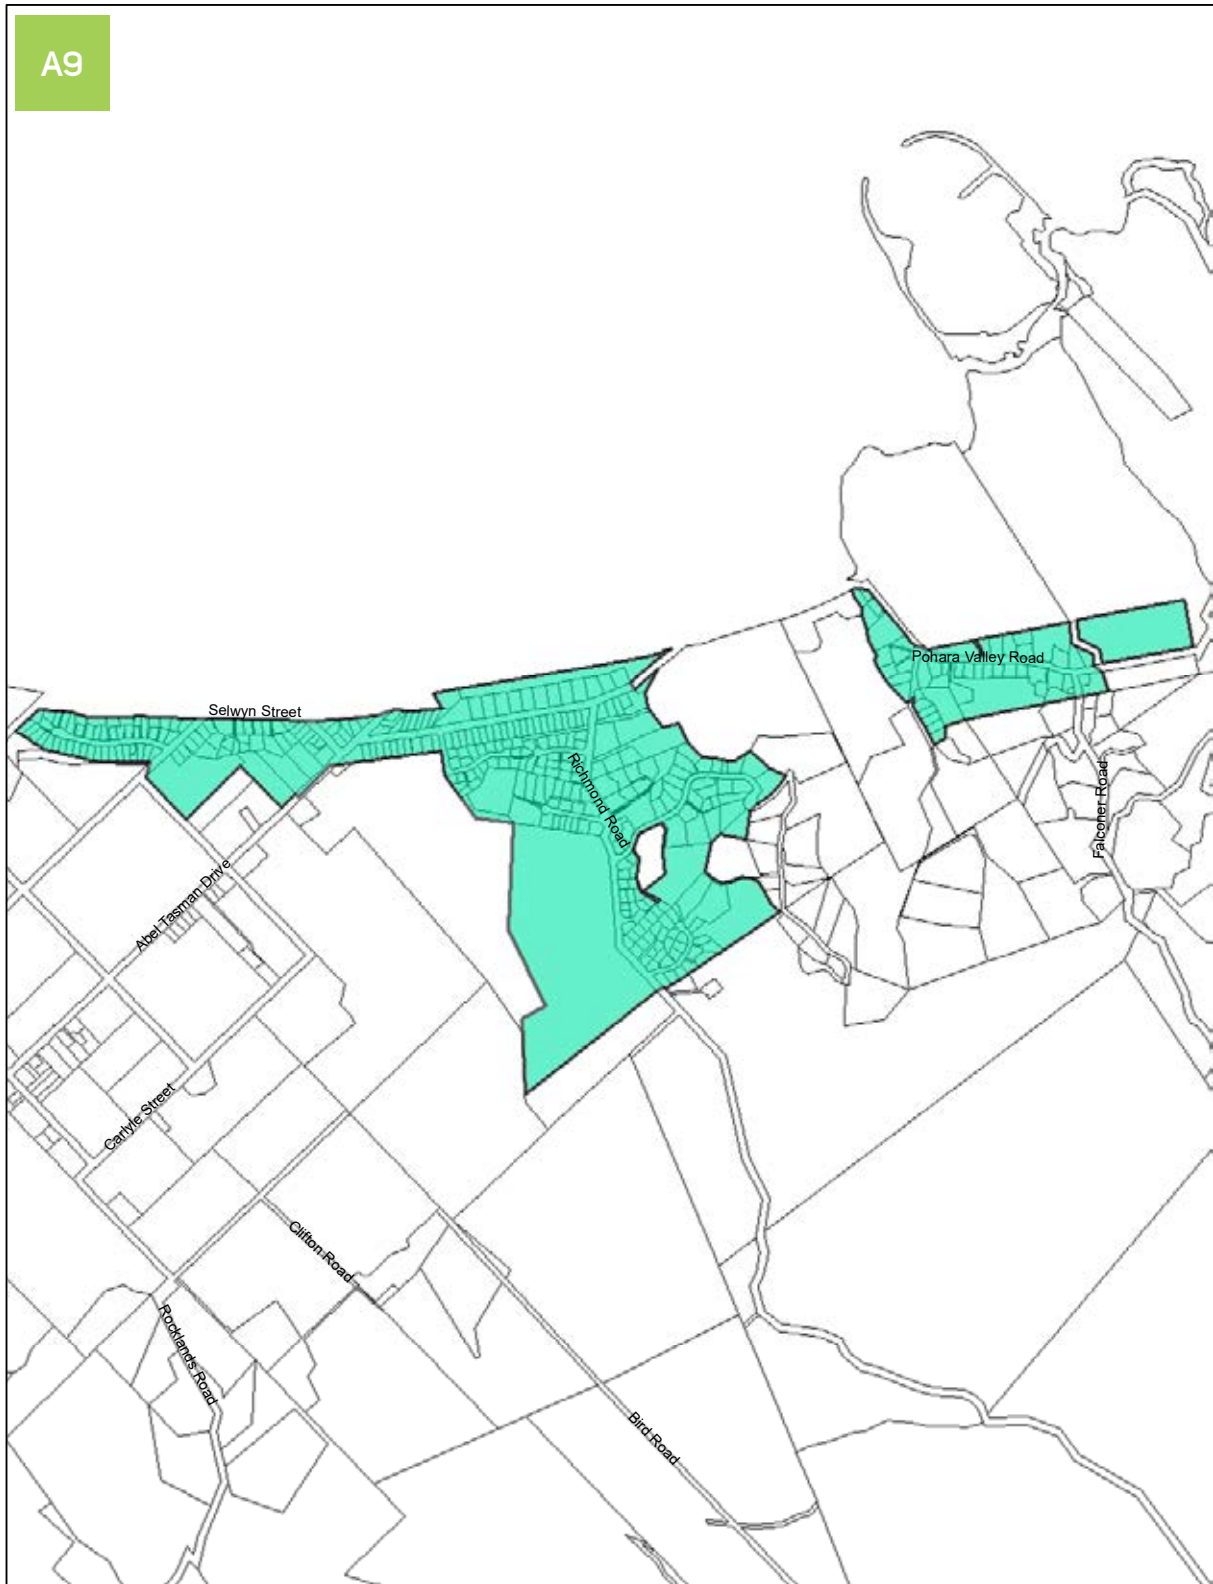 A9
Pohara Valley Road
Selwyn Street
Richmond Road
Falconer Road
Abel Tasman Drive
Carlyle Street
Clifton Road
Rocklands Road
Bird Road